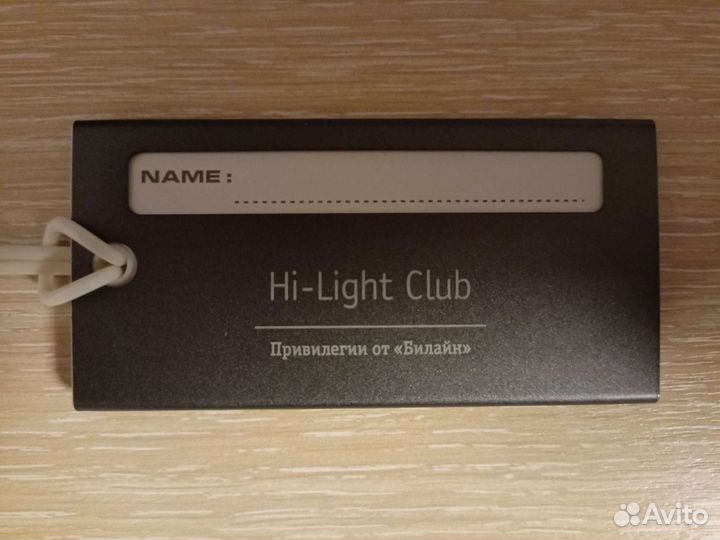 NAME:
Hi-Light Club
Привилегии от «Билайн»
Avito